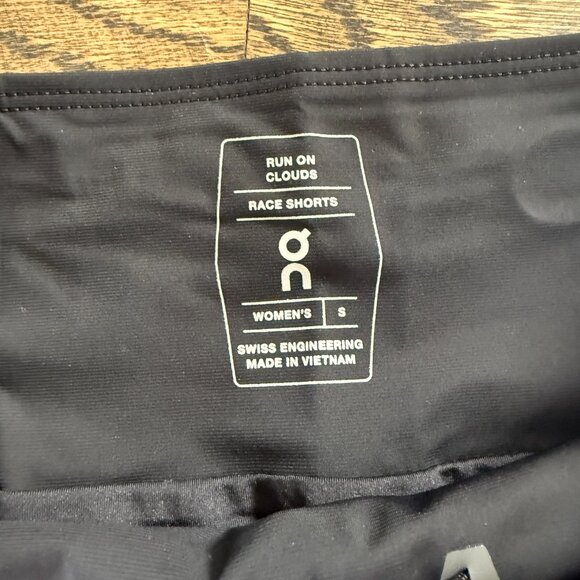 RUN ON
CLOUDS
RACE SHORTS
WOMEN'S S
SWISS ENGINEERING
MADE IN VIETNAM